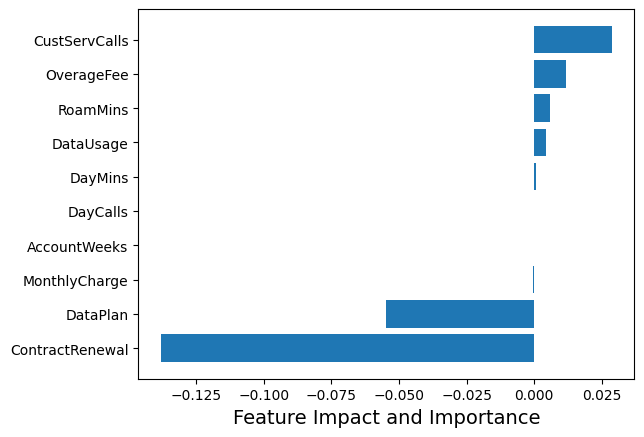 CustServCalls
OverageFee
RoamMins
DataUsage
DayMins
DayCalls
AccountWeeks
MonthlyCharge
DataPlan
ContractRenewal
−0.125 −0.100 −0.075 −0.050 −0.025 0.000 0.025
Feature Impact and Importance